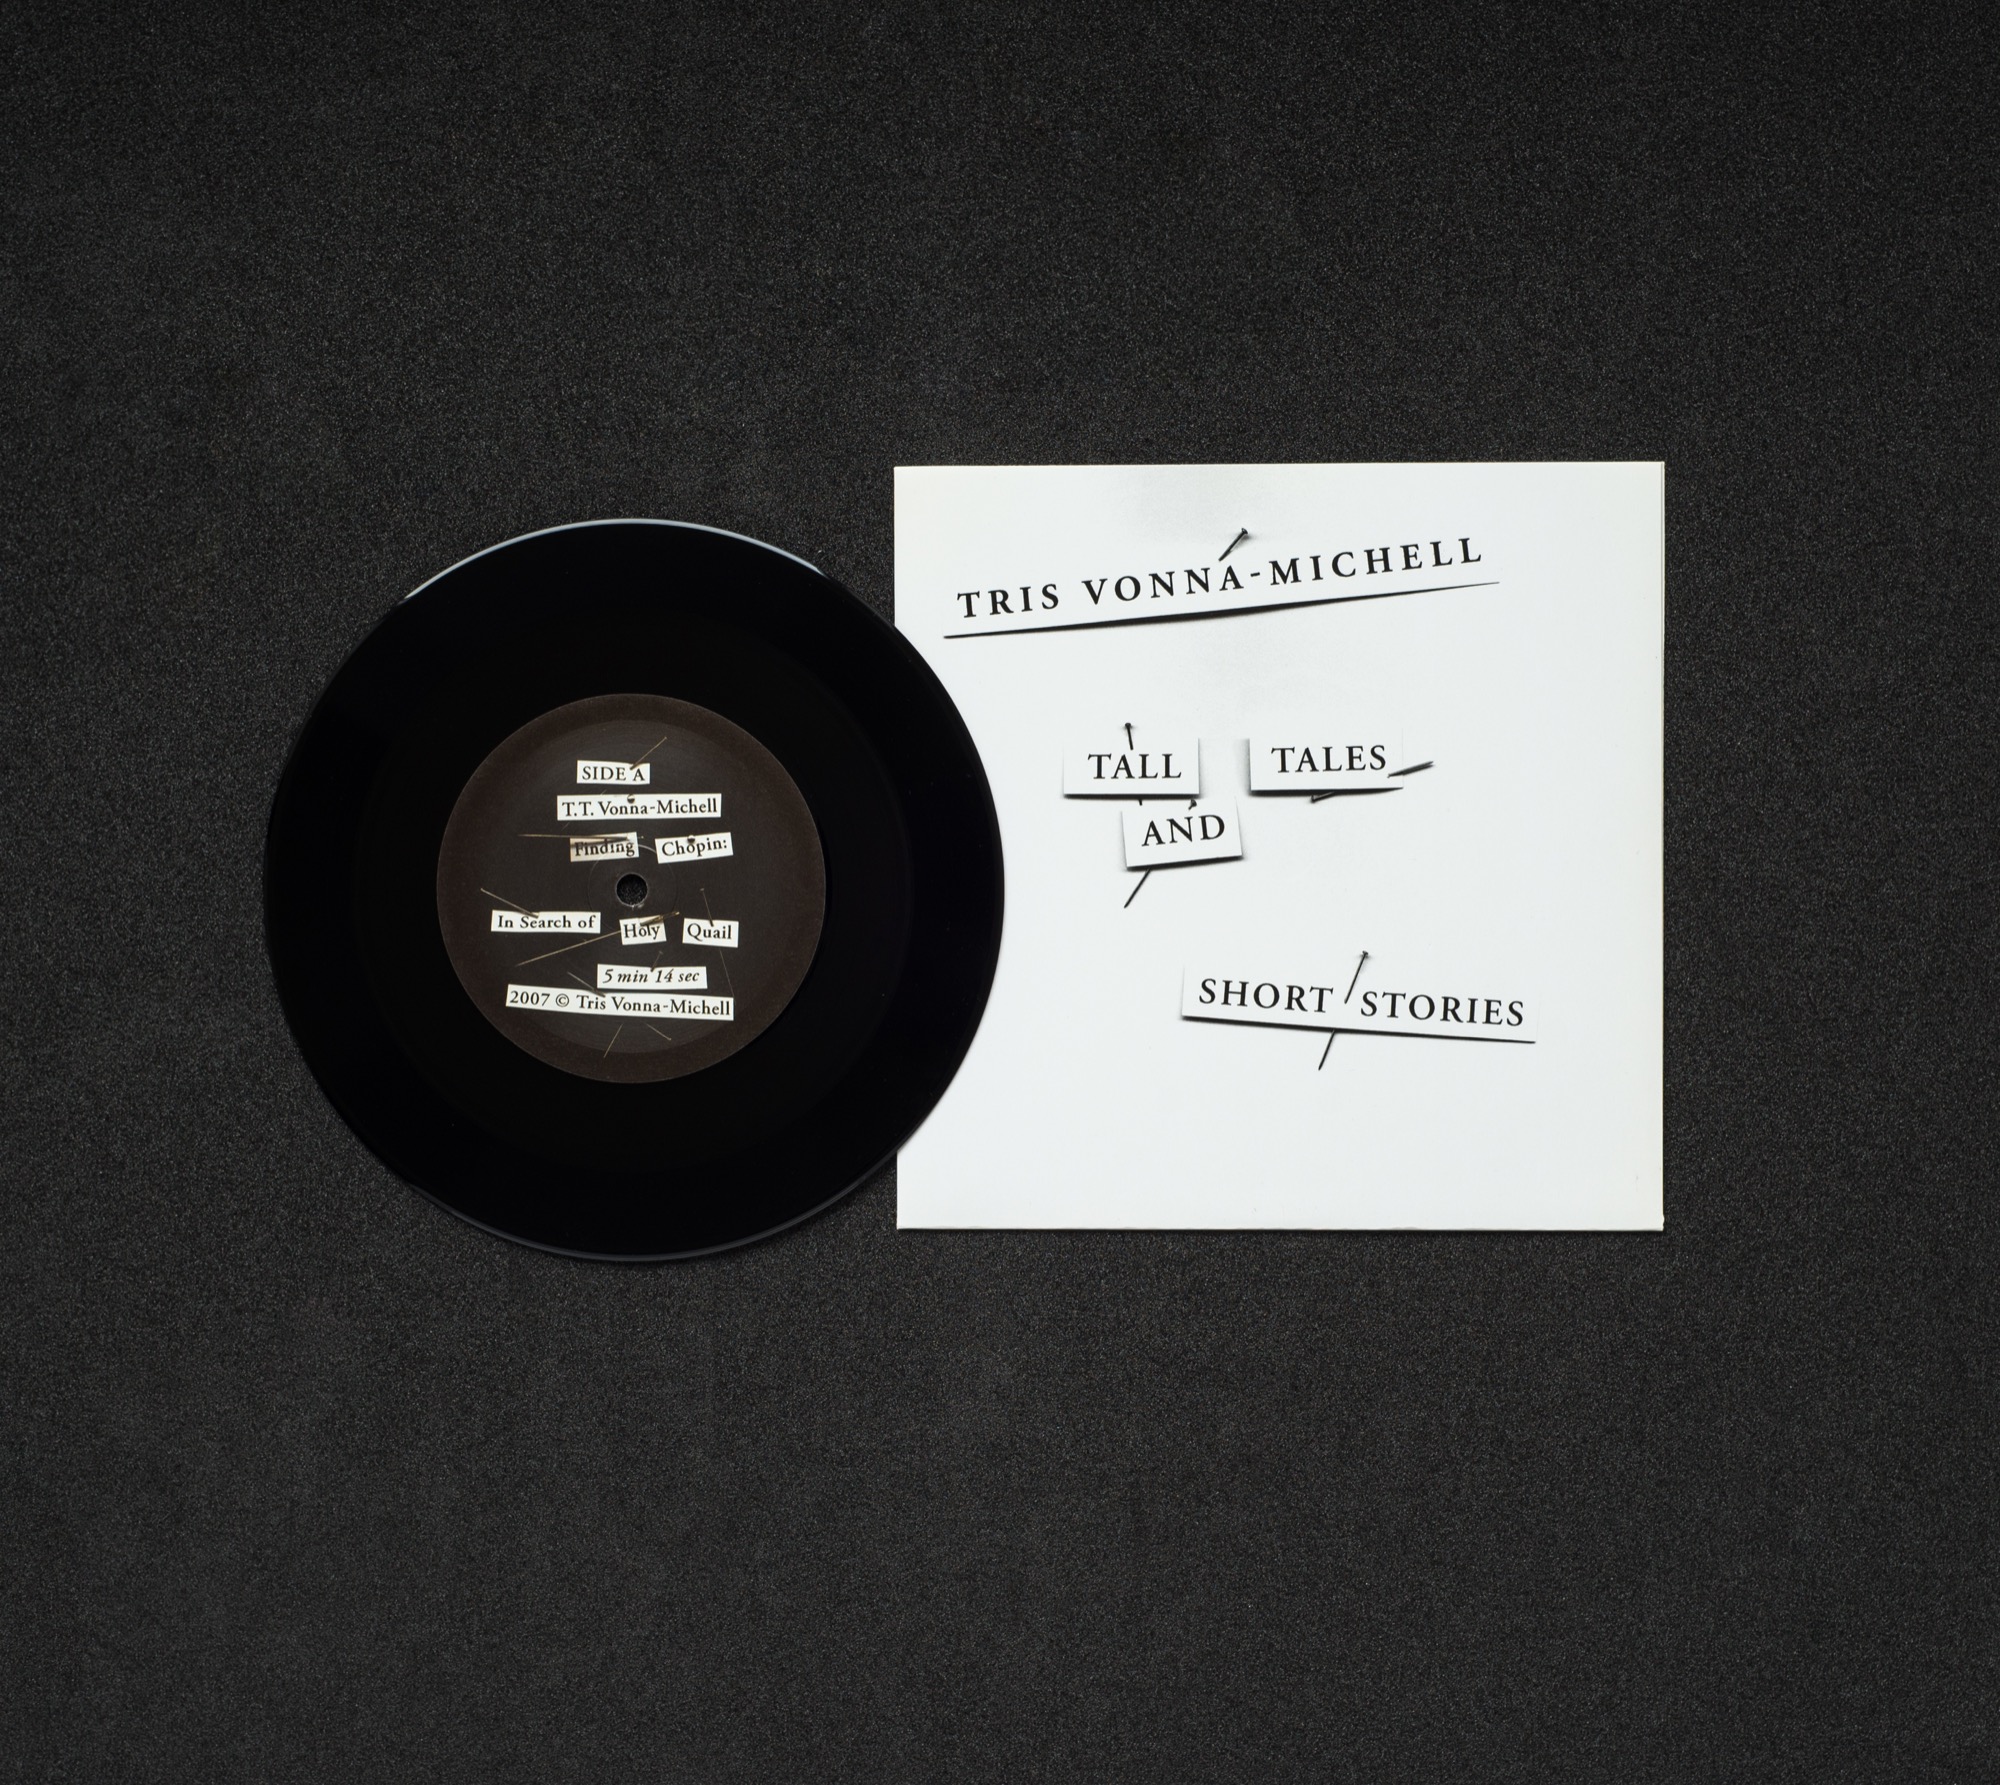 SIDE A
T.T. Vonna-Michell
Finding Chopin:
In Search of Holy Quail
5 min 14 sec
2007 © Tris Vonna-Michell
TRIS VONNA-MICHELL
TALL TALES
AND
SHORT STORIES